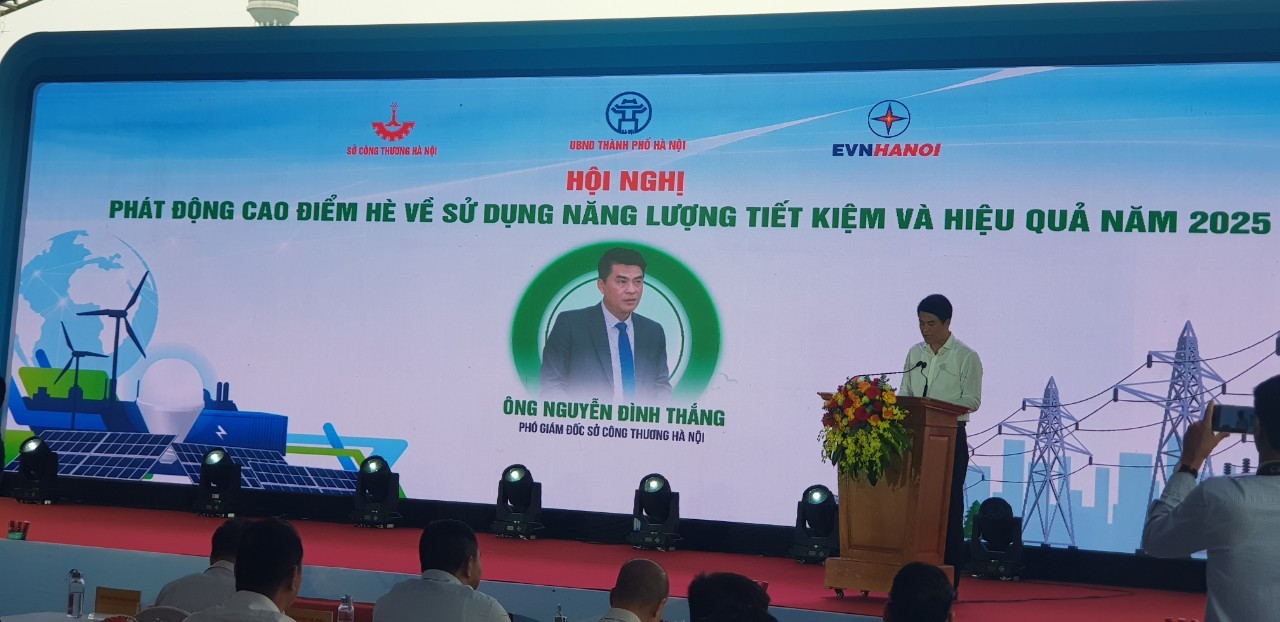 SỞ CÔNG THƯƠNG HÀ NỘI
UBND THÀNH PHỐ HÀ NỘI
EVNHANOI
HỘI NGHỊ
PHÁT ĐỘNG CAO ĐIỂM HÈ VỀ SỬ DỤNG NĂNG LƯỢNG TIẾT KIỆM VÀ HIỆU QUẢ NĂM 2025
ÔNG NGUYỄN ĐÌNH THẮNG
PHÓ GIÁM ĐỐC SỞ CÔNG THƯƠNG HÀ NỘI